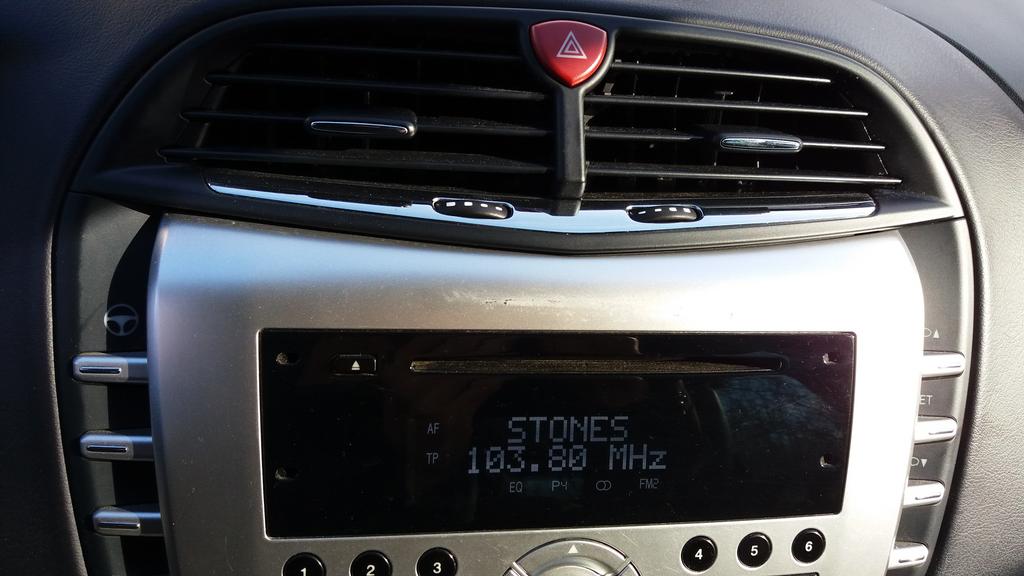 AF STONES
TP 103.80 MHz
EQ P4 FM2
1 2 3 4 5 6